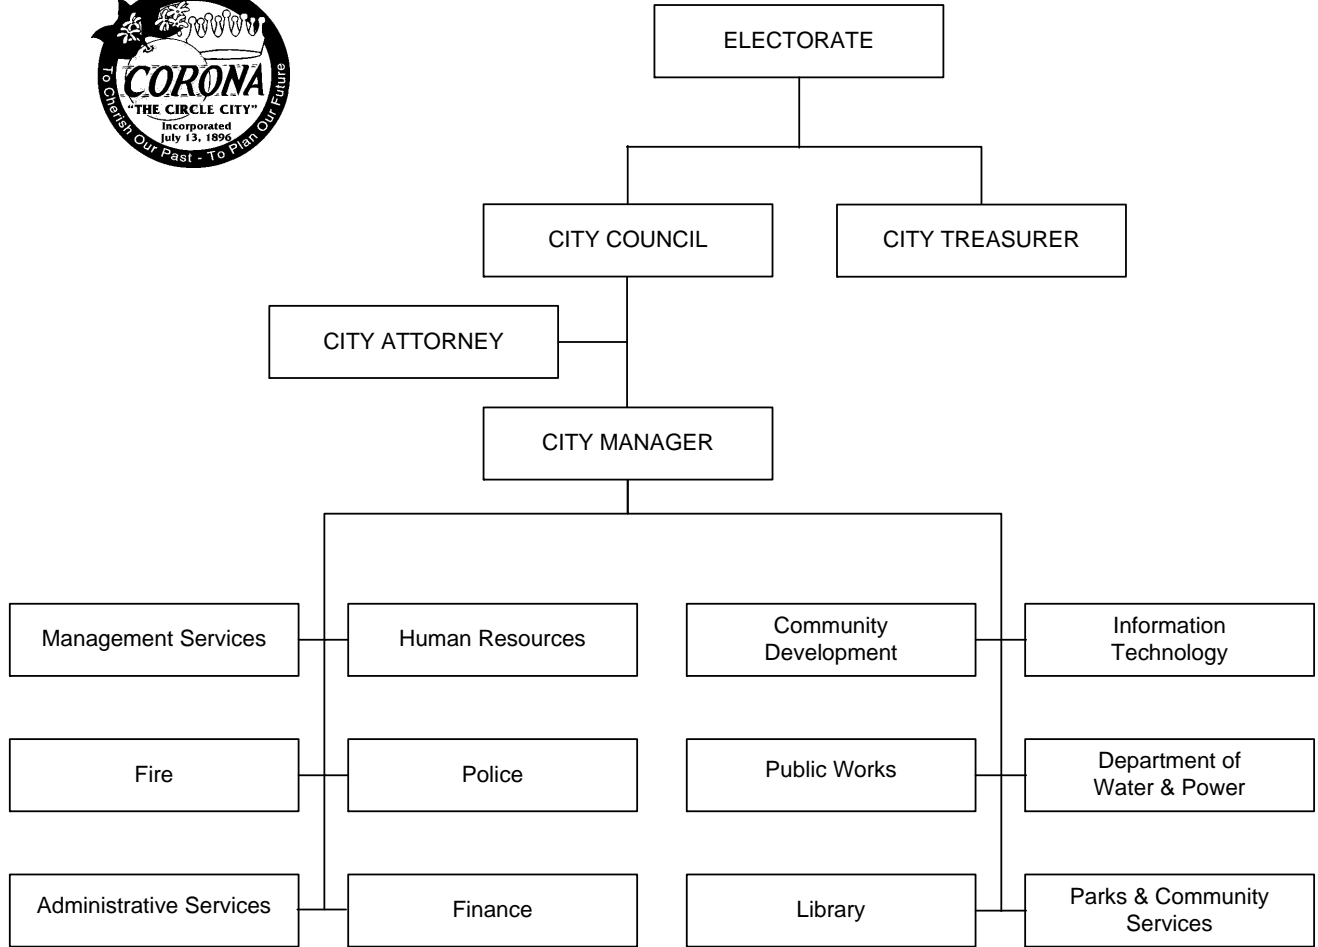 CORONA
"THE CIRCLE CITY"
Incorporated
July 13, 1896
To Cherish Our Past - To Plan Our Future
ELECTORATE
CITY COUNCIL
CITY TREASURER
CITY ATTORNEY
CITY MANAGER
Management Services
Human Resources
Community
Development
Information
Technology
Fire
Police
Public Works
Department of
Water & Power
Administrative Services
Finance
Library
Parks & Community
Services